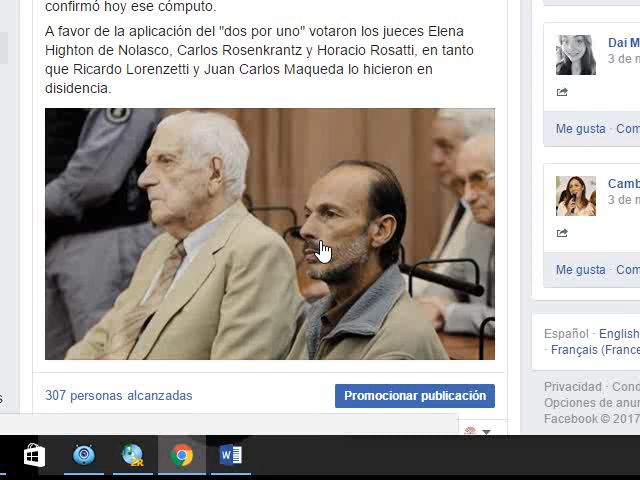 confirmó hoy ese cómputo.
A favor de la aplicación del "dos por uno" votaron los jueces Elena
Highton de Nolasco, Carlos Rosenkrantz y Horacio Rosatti, en tanto
que Ricardo Lorenzetti y Juan Carlos Maqueda lo hicieron en
disidencia.
307 personas alcanzadas
Promocionar publicación
Dai M
3 de m
Me gusta · Com
Camb
3 de m
Me gusta · Com
Español · English
· Français (France
Privacidad · Cond
Opciones de anun
Facebook © 2017